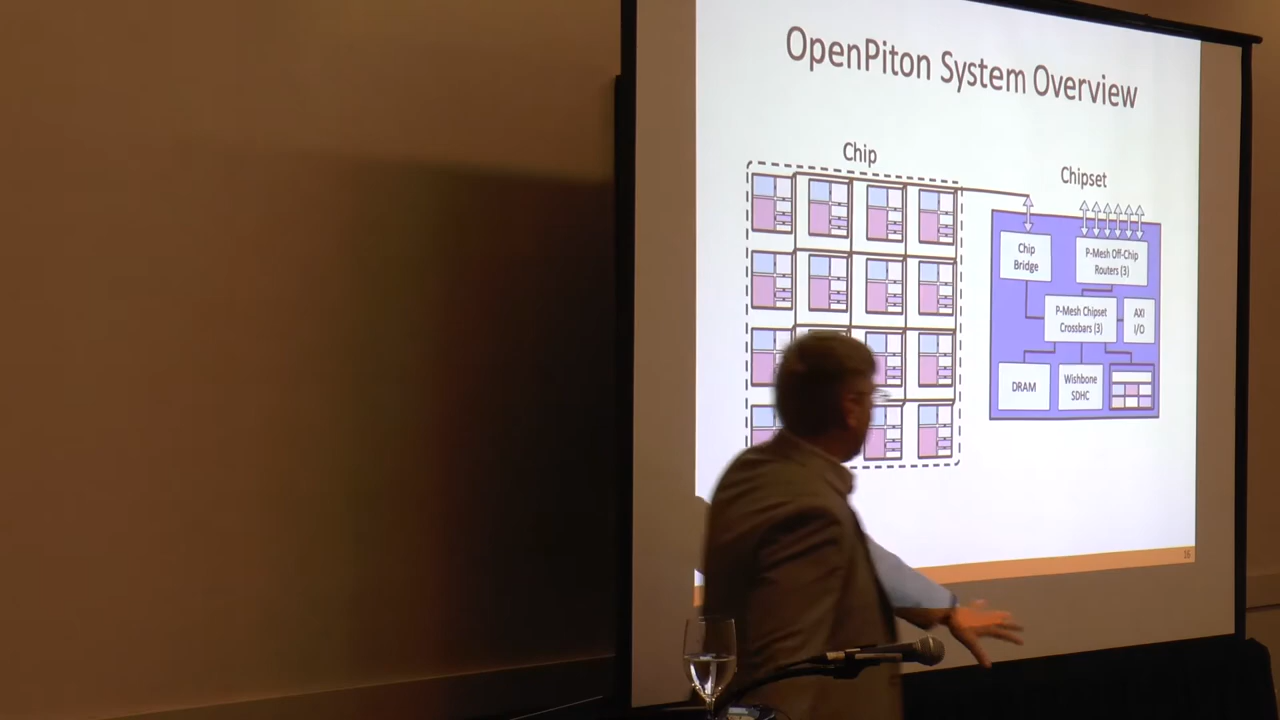 OpenPiton System Overview
Chip
Chipset
Chip
Bridge
P-Mesh Off-Chip
Routers (3)
P-Mesh Chipset
Crossbars (3)
AXI
I/O
DRAM
Wishbone
SDHC
16